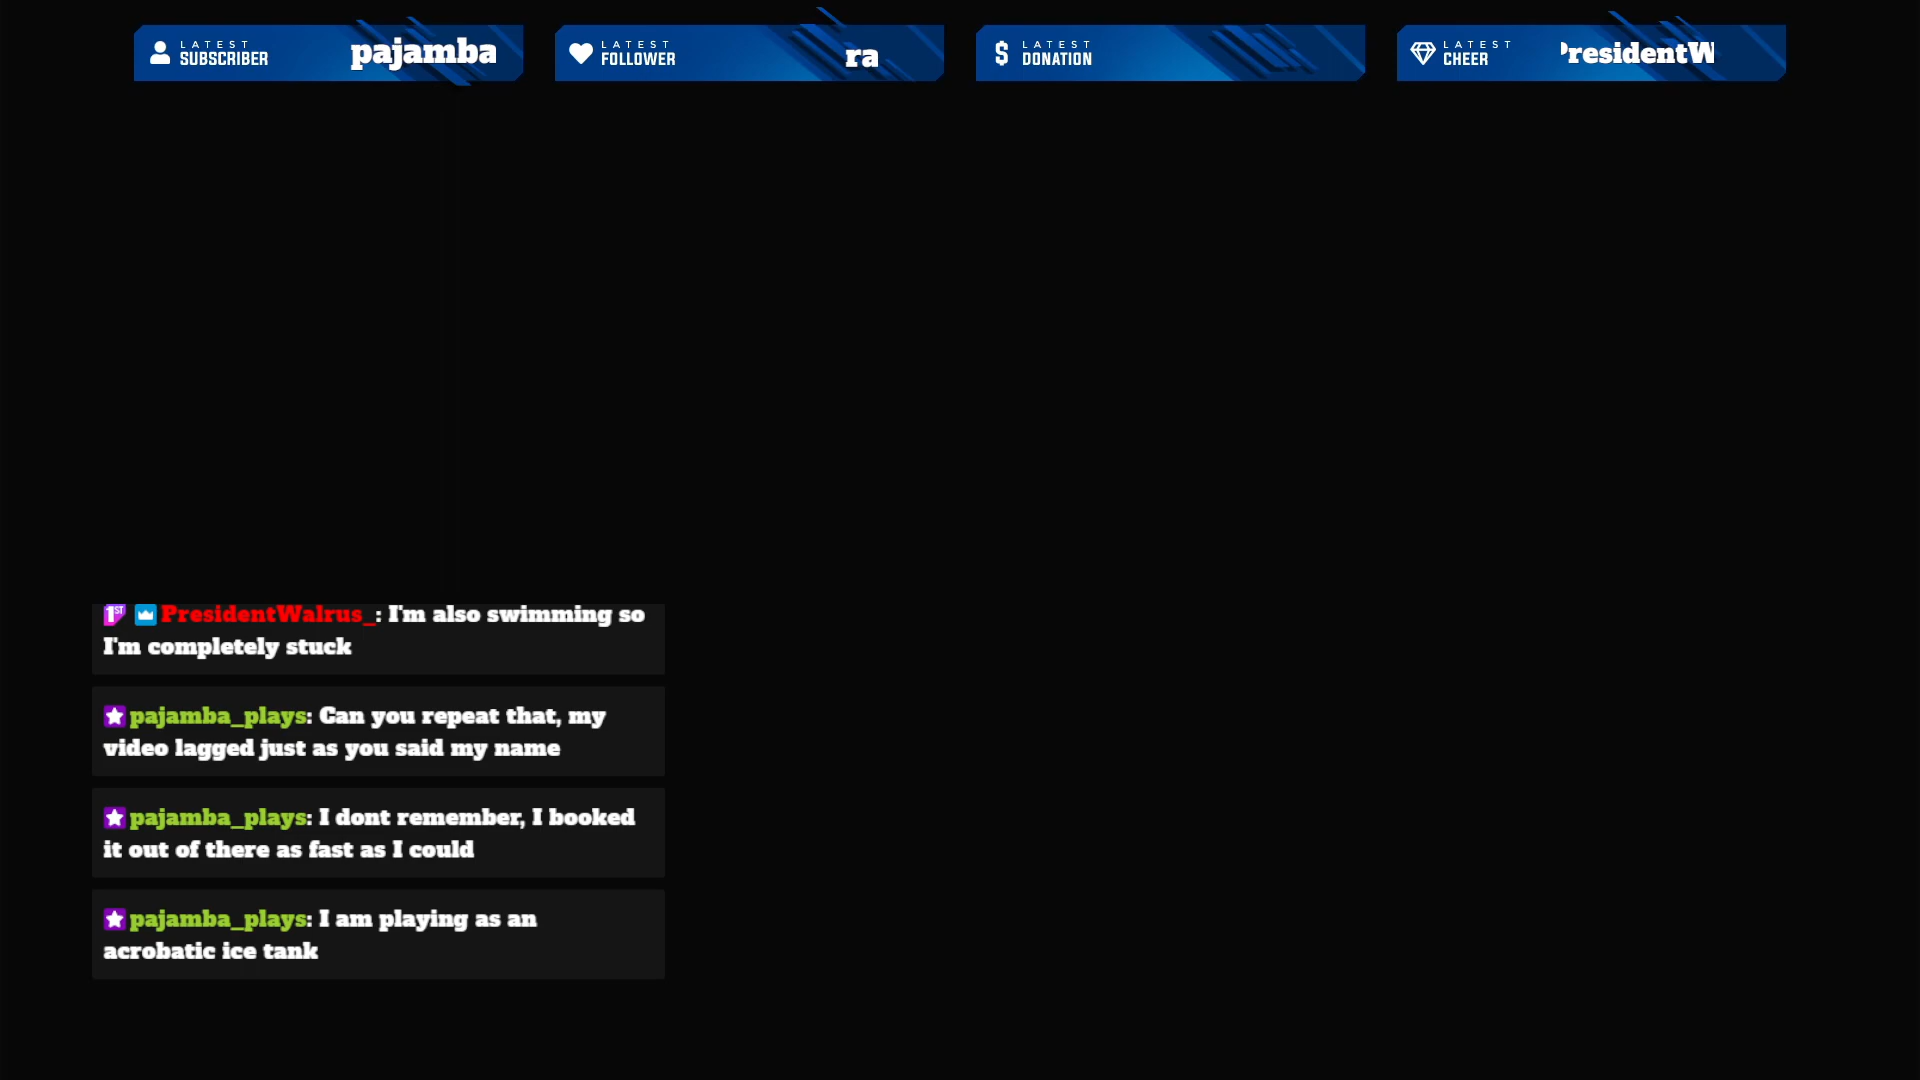 LATEST
SUBSCRIBER
pajamba
LATEST
FOLLOWER
ra
LATEST
DONATION
LATEST
CHEER
PresidentW
1ST PresidentWalrus_: I'm also swimming so
I'm completely stuck
pajamba_plays: Can you repeat that, my
video lagged just as you said my name
pajamba_plays: I dont remember, I booked
it out of there as fast as I could
pajamba_plays: I am playing as an
acrobatic ice tank